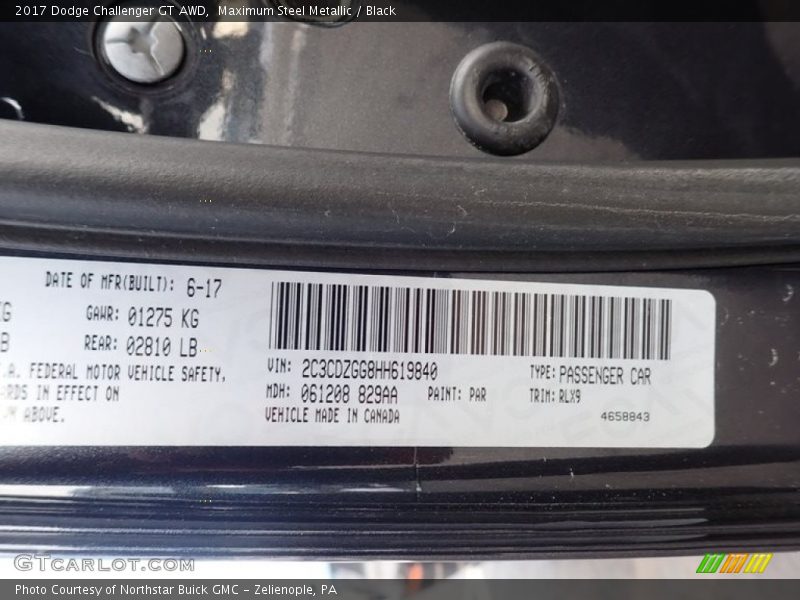 2017 Dodge Challenger GT AWD, Maximum Steel Metallic / Black
DATE OF MFR(BUILT): 6-17
GAWR: 01275 KG
REAR: 02810 LB
FEDERAL MOTOR VEHICLE SAFETY,
IN EFFECT ON
ABOVE.
VIN: 2C3CDZGG8HH619840
TYPE: PASSENGER CAR
MDH: 061208 829AA PAINT: PAR
TRIM: RLX9
VEHICLE MADE IN CANADA
4658843
GTCARLOT.COM
Photo Courtesy of Northstar Buick GMC - Zelienople, PA